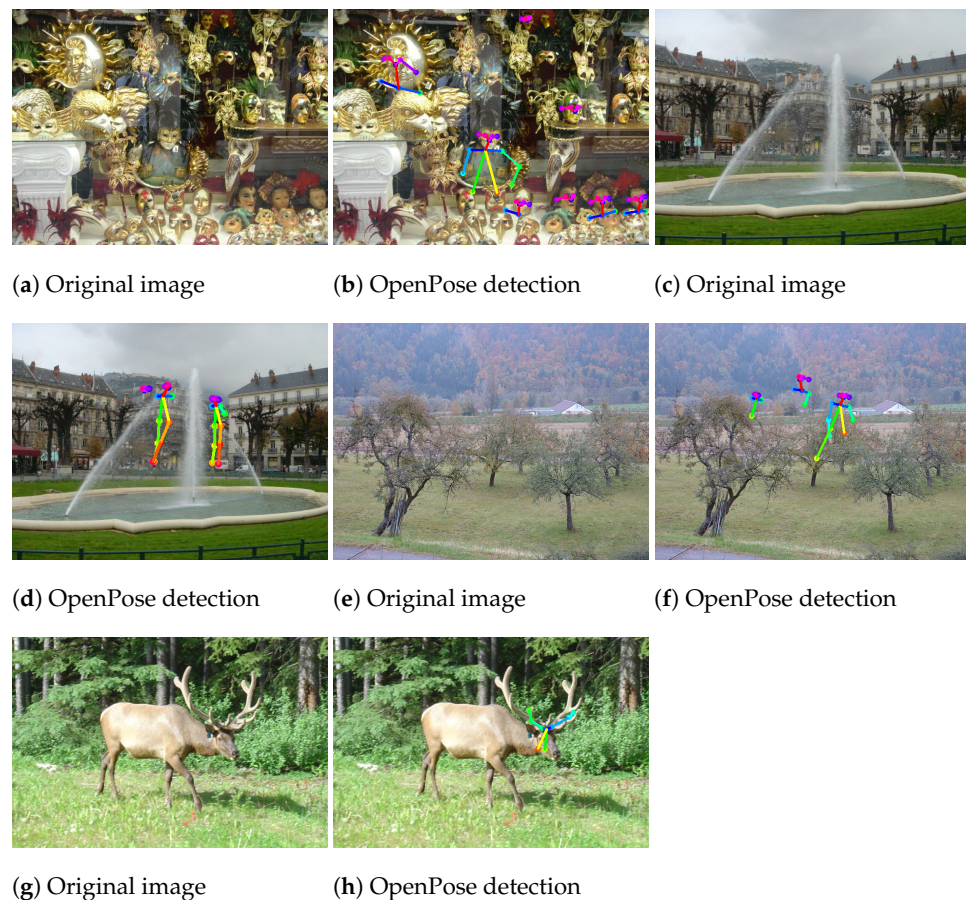 (a) Original image
(b) OpenPose detection
(c) Original image
(d) OpenPose detection
(e) Original image
(f) OpenPose detection
(g) Original image
(h) OpenPose detection